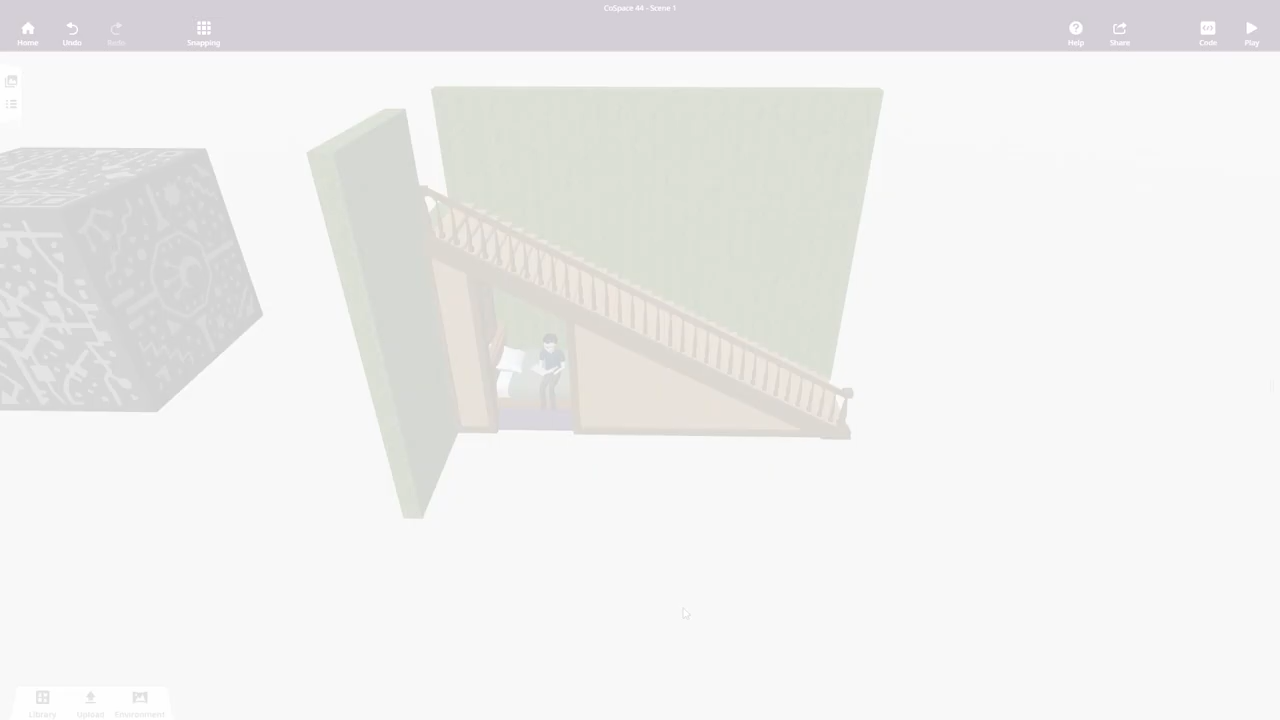 CoSpace 44 - Scene 1
Home Undo Redo Snapping Help Share Code Play
Library Upload Environment